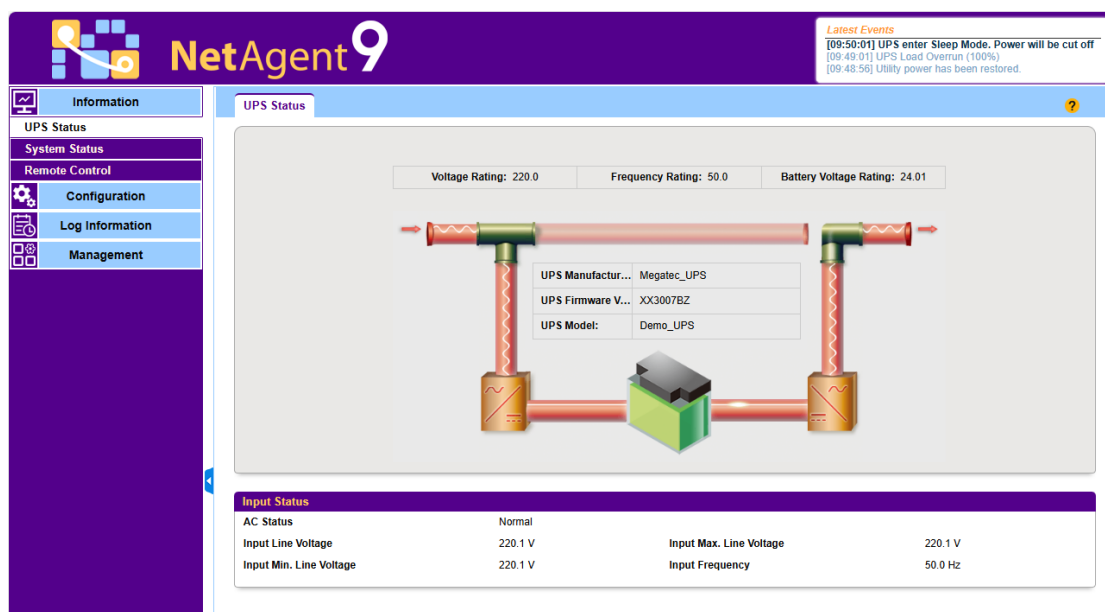 NetAgent 9
Latest Events
[09:50:01] UPS enter Sleep Mode. Power will be cut off
[09:49:01] UPS Load Overrun (100%)
[09:48:56] Utility power has been restored.
Information
UPS Status
System Status
Remote Control
Configuration
Log Information
Management
UPS Status
?
Voltage Rating: 220.0 Frequency Rating: 50.0 Battery Voltage Rating: 24.01
UPS Manufactur... Megatec_UPS
UPS Firmware V... XX3007BZ
UPS Model: Demo_UPS
Input Status
AC Status Normal
Input Line Voltage 220.1 V Input Max. Line Voltage 220.1 V
Input Min. Line Voltage 220.1 V Input Frequency 50.0 Hz